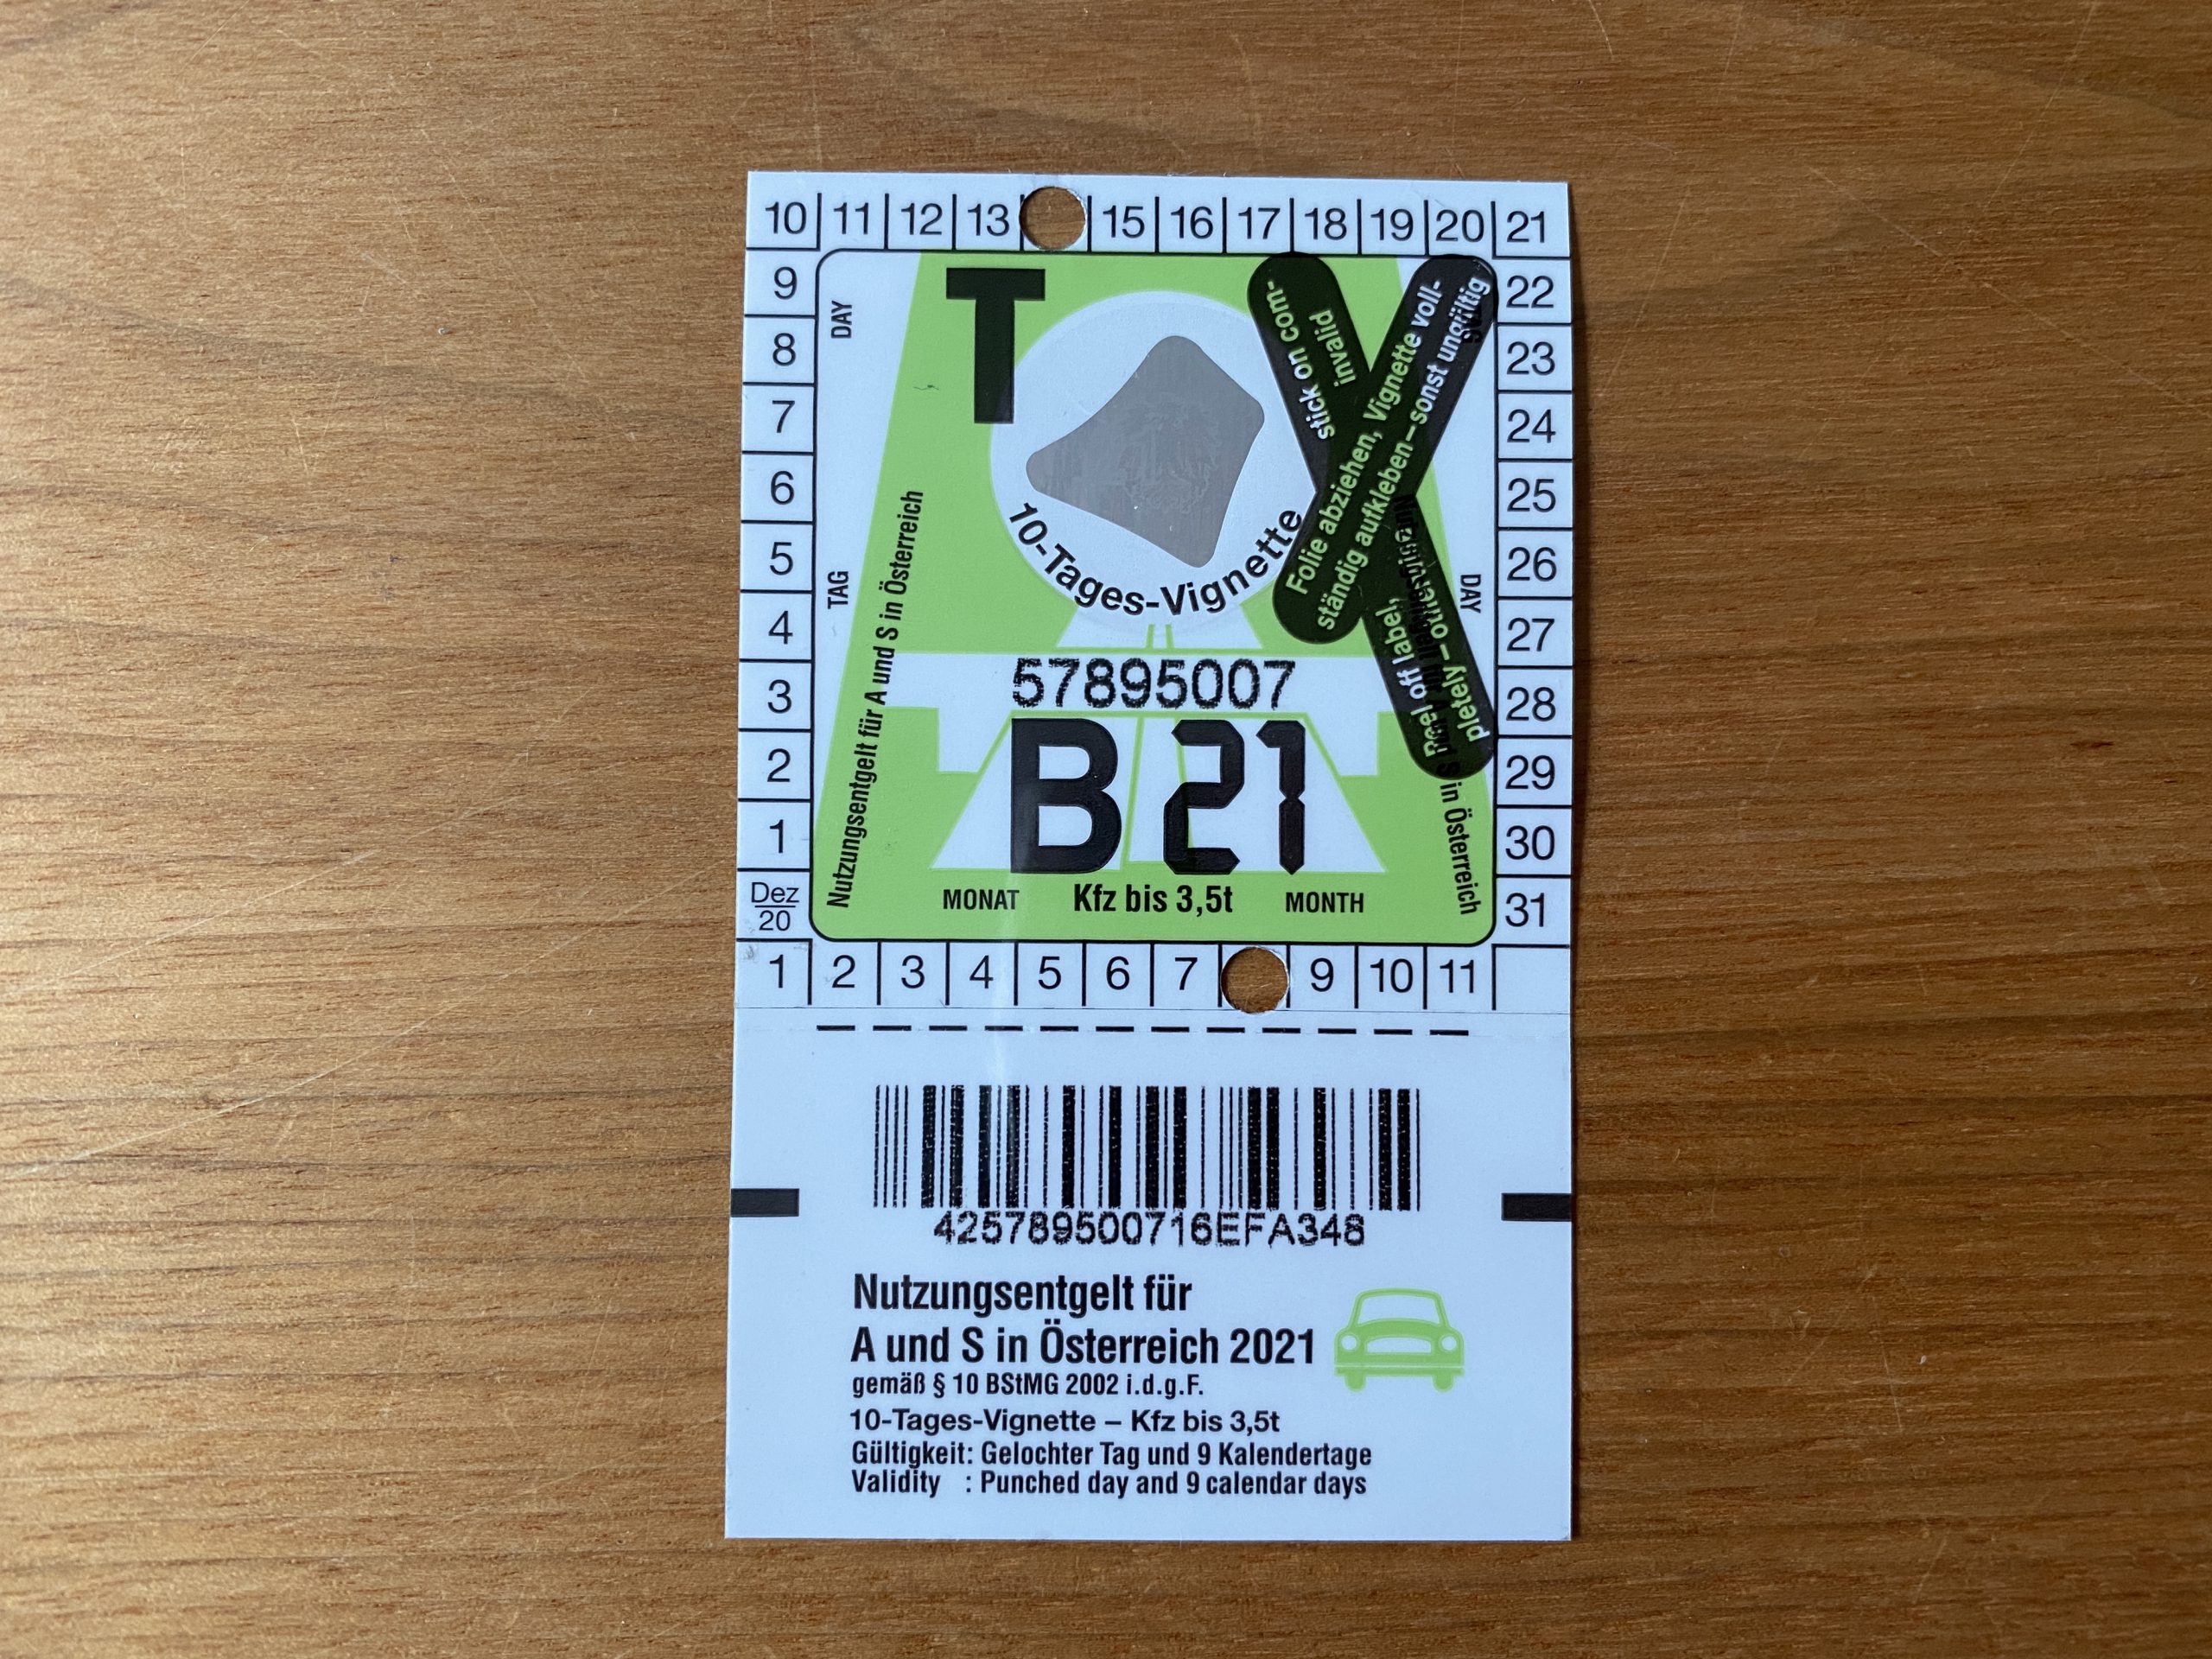 10 11 12 13 15 16 17 18 19 20 21
9 22
8 23
7 24
6 25
5 26
4 27
3 28
2 29
1 30
Dez
20
31
1 2 3 4 5 6 7 9 10 11
DAY
TAG
Nutzungsentgelt für A und S in Österreich
T
10-Tages-Vignette
stick on com-
invalid
Folie abziehen, Vignette voll-
ständig aufkleben – sonst ungültig
Peel off label,
pletely – otherwise
DAY
S in Österreich
57895007
B 21
MONAT Kfz bis 3,5t MONTH
425789500716EFA348
Nutzungsentgelt für
A und S in Österreich 2021
gemäß § 10 BStMG 2002 i.d.g.F.
10-Tages-Vignette – Kfz bis 3,5t
Gültigkeit: Gelochter Tag und 9 Kalendertage
Validity : Punched day and 9 calendar days